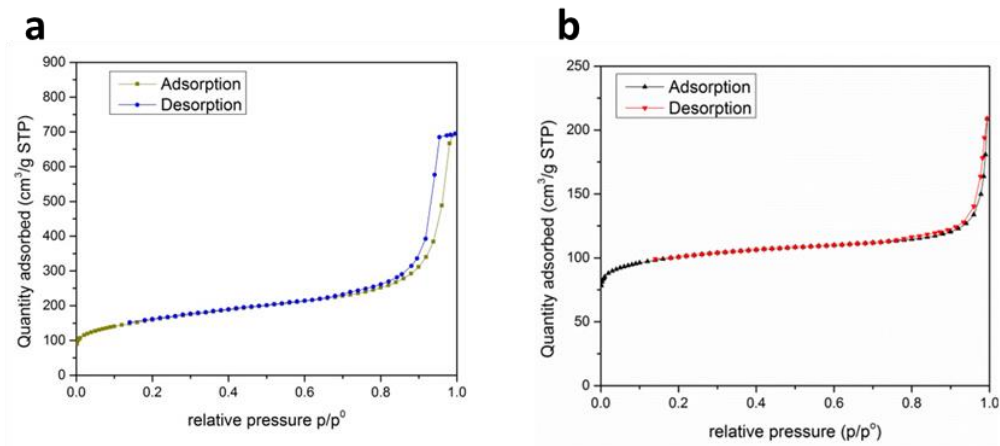 a
900
800
700
600
500
400
300
200
100
0
Quantity adsorbed (cm³/g STP)
Adsorption
Desorption
0.0 0.2 0.4 0.6 0.8 1.0
relative pressure p/p⁰
b
250
200
150
100
50
0
Quantity adsorbed (cm³/g STP)
Adsorption
Desorption
0.0 0.2 0.4 0.6 0.8 1.0
relative pressure (p/p⁰)